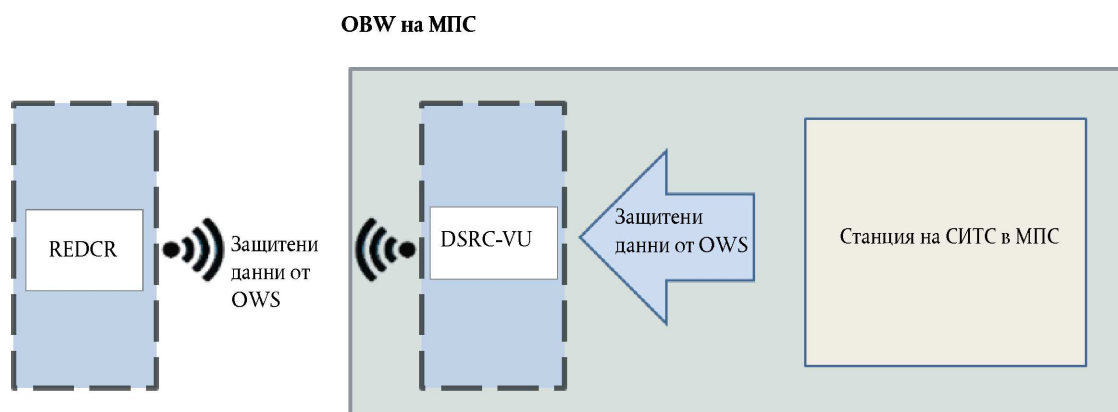 OBW на МПС
REDCR
Защитени
данни от
OWS
DSRC-VU
Защитени
данни от OWS
Станция на СИТС в МПС